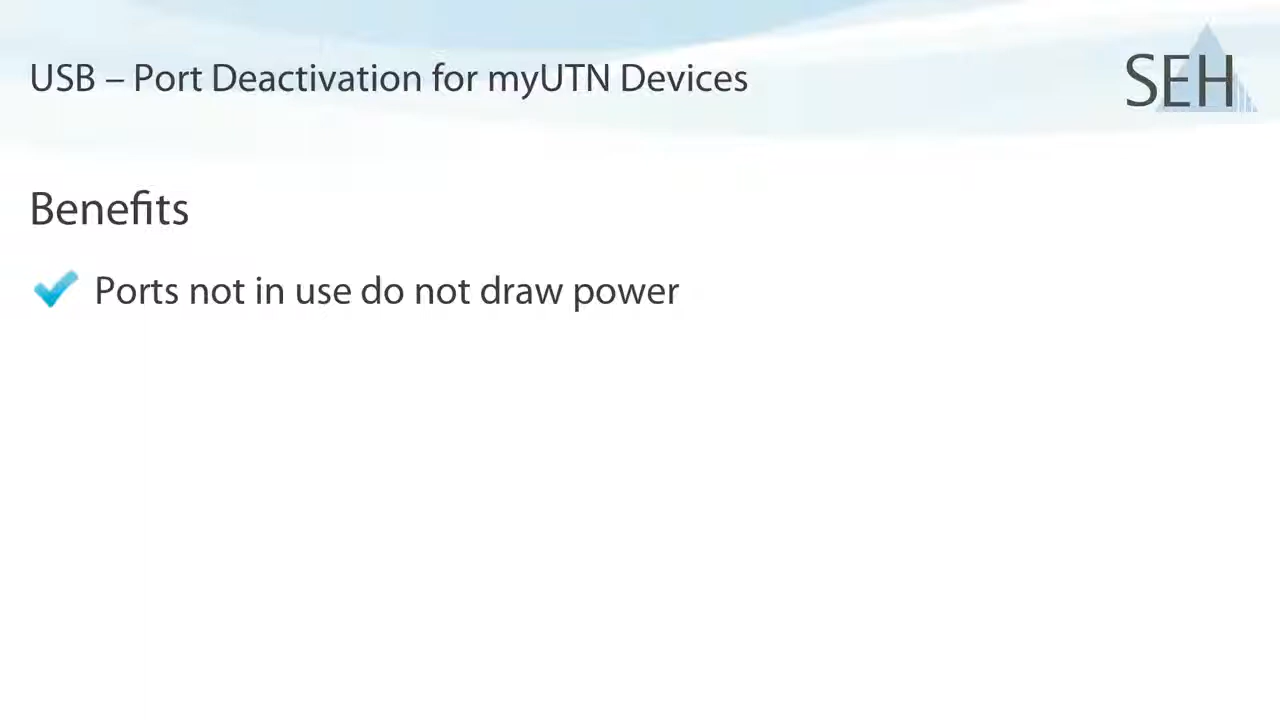 USB – Port Deactivation for myUTN Devices
SEH
Benefits
Ports not in use do not draw power